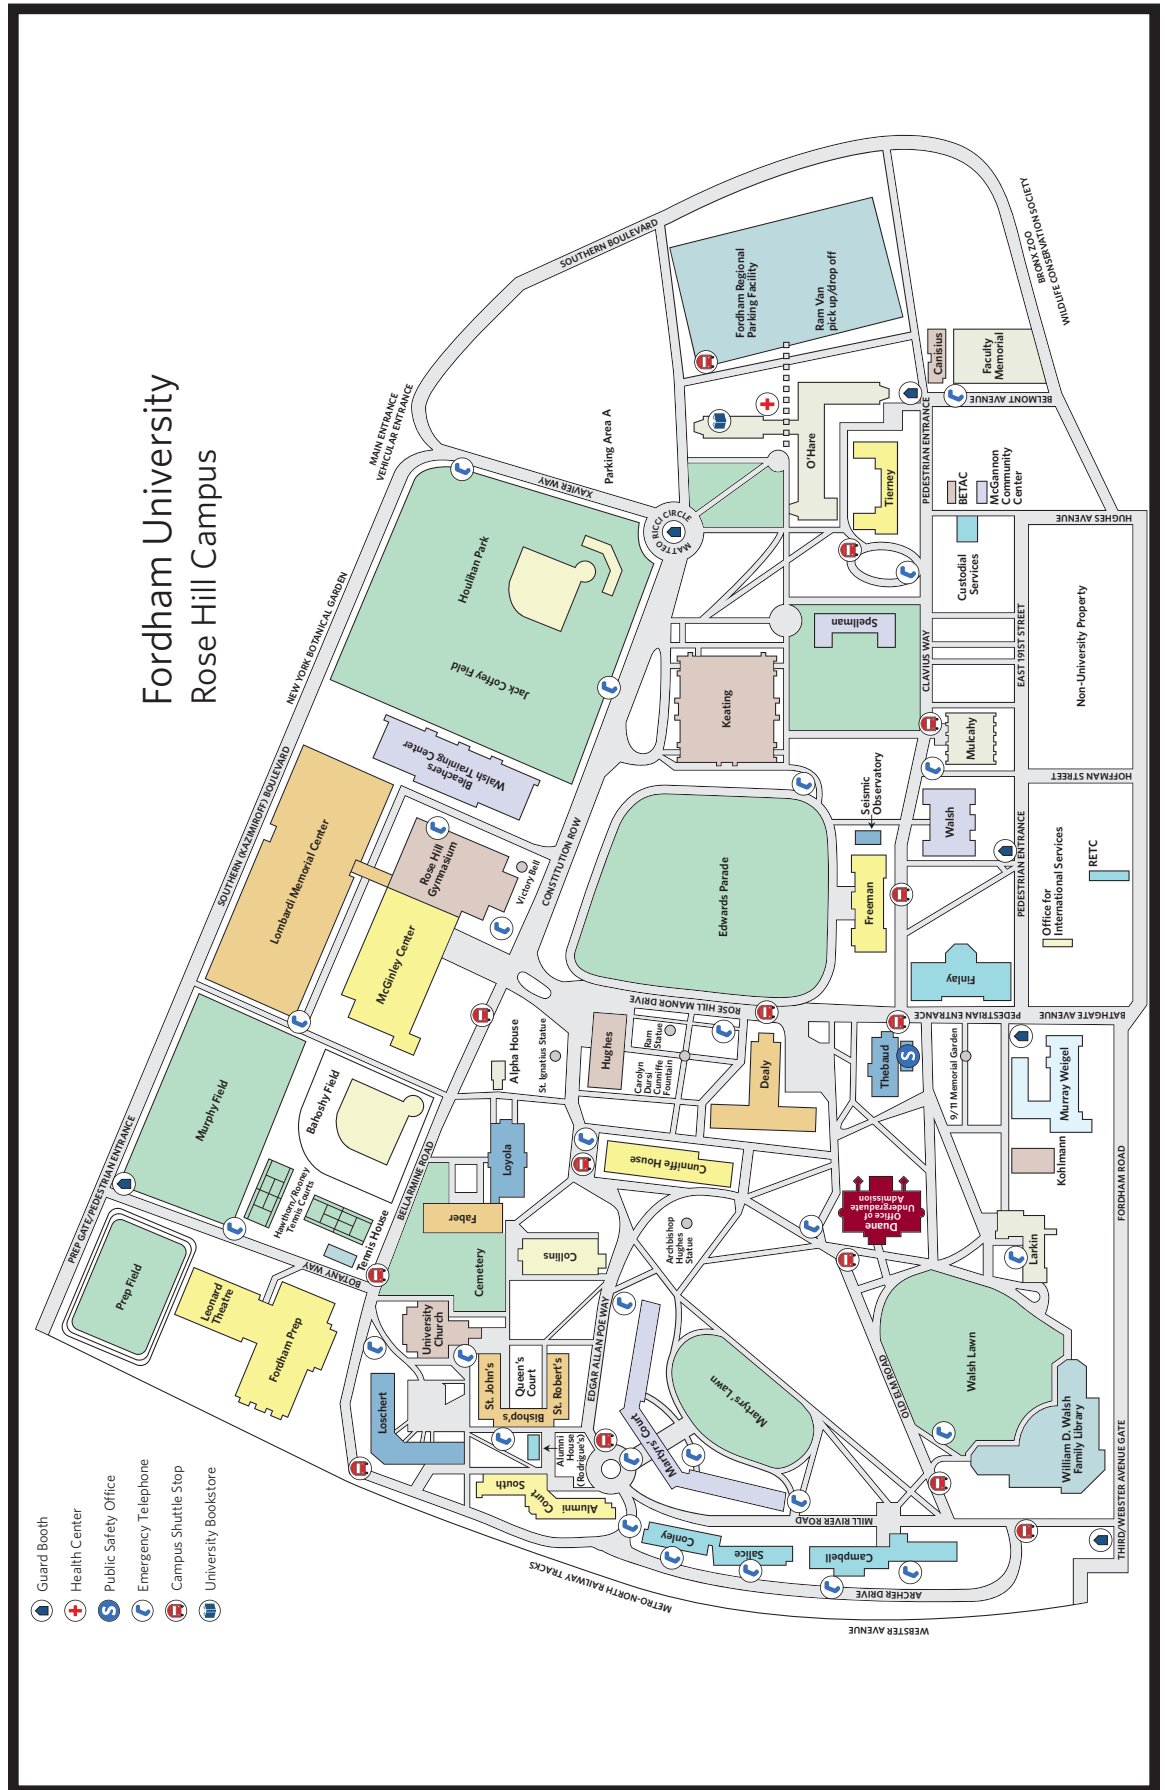 Fordham University
Rose Hill Campus
Guard Booth
Health Center
Public Safety Office
Emergency Telephone
Campus Shuttle Stop
University Bookstore
S
PREP GATE/PEDESTRIAN ENTRANCE
SOUTHERN (KAZIMIROFF) BOULEVARD
NEW YORK BOTANICAL GARDEN
MAIN ENTRANCE
VEHICULAR ENTRANCE
SOUTHERN BOULEVARD
BRONX ZOO
WILDLIFE CONSERVATION SOCIETY
Prep Field
Leonard
Theatre
Fordham Prep
Murphy Field
Hawthorn/Rooney
Tennis Courts
Tennis House
Bahoshy Field
BOTANY WAY
BELLARMINE ROAD
Lombardi Memorial Center
McGinley Center
Rose Hill
Gymnasium
Victory Bell
Bleachers
Walsh Training Center
Jack Coffey Field
Houlihan Park
XAVIER WAY
Parking Area A
MATTEO RICCI CIRCLE
CONSTITUTION ROW
Fordham Regional
Parking Facility
Ram Van
pick up/drop off
O'Hare
Tierney
PEDESTRIAN ENTRANCE
Canisius
Faculty
Memorial
BELMONT AVENUE
BETAC
McGannon
Community
Center
HUGHES AVENUE
Custodial
Services
Spellman
Keating
CLAVIUS WAY
EAST 191ST STREET
Non-University Property
Mulcahy
HOFFMAN STREET
Seismic
Observatory
Walsh
PEDESTRIAN ENTRANCE
Office for
International Services
RETC
Edwards Parade
Freeman
Finlay
ROSE HILL MANOR DRIVE
PEDESTRIAN ENTRANCE
BATHGATE AVENUE
Alpha House
St. Ignatius Statue
Hughes
Ram
Statue
Carolyn
Dursi
Cunniffe
Fountain
Dealy
Thebaud
S
9/11 Memorial Garden
Murray Weigel
Kohlmann
FORDHAM ROAD
Loyola
Faber
Cemetery
Collins
Cunniffe House
Archbishop
Hughes
Statue
Duane
Office of
Undergraduate
Admission
Larkin
University
Church
Loschert
St. John's
Queen's
Court
St. Robert's
Bishop's
Alumni
House
(Rodrigue's)
EDGAR ALLAN POE WAY
Martyrs' Court
Martyrs' Lawn
OLD ELM ROAD
Walsh Lawn
William D. Walsh
Family Library
Alumni
Court
South
Conley
Salice
Campbell
MILL RIVER ROAD
ARCHER DRIVE
METRO-NORTH RAILWAY TRACKS
WEBSTER AVENUE
THIRD/WEBSTER AVENUE GATE